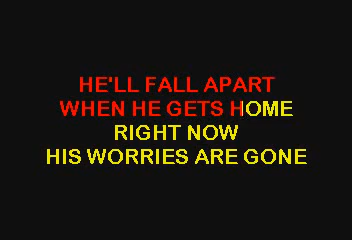 HE'LL FALL APART
WHEN HE GETS HOME
RIGHT NOW
HIS WORRIES ARE GONE